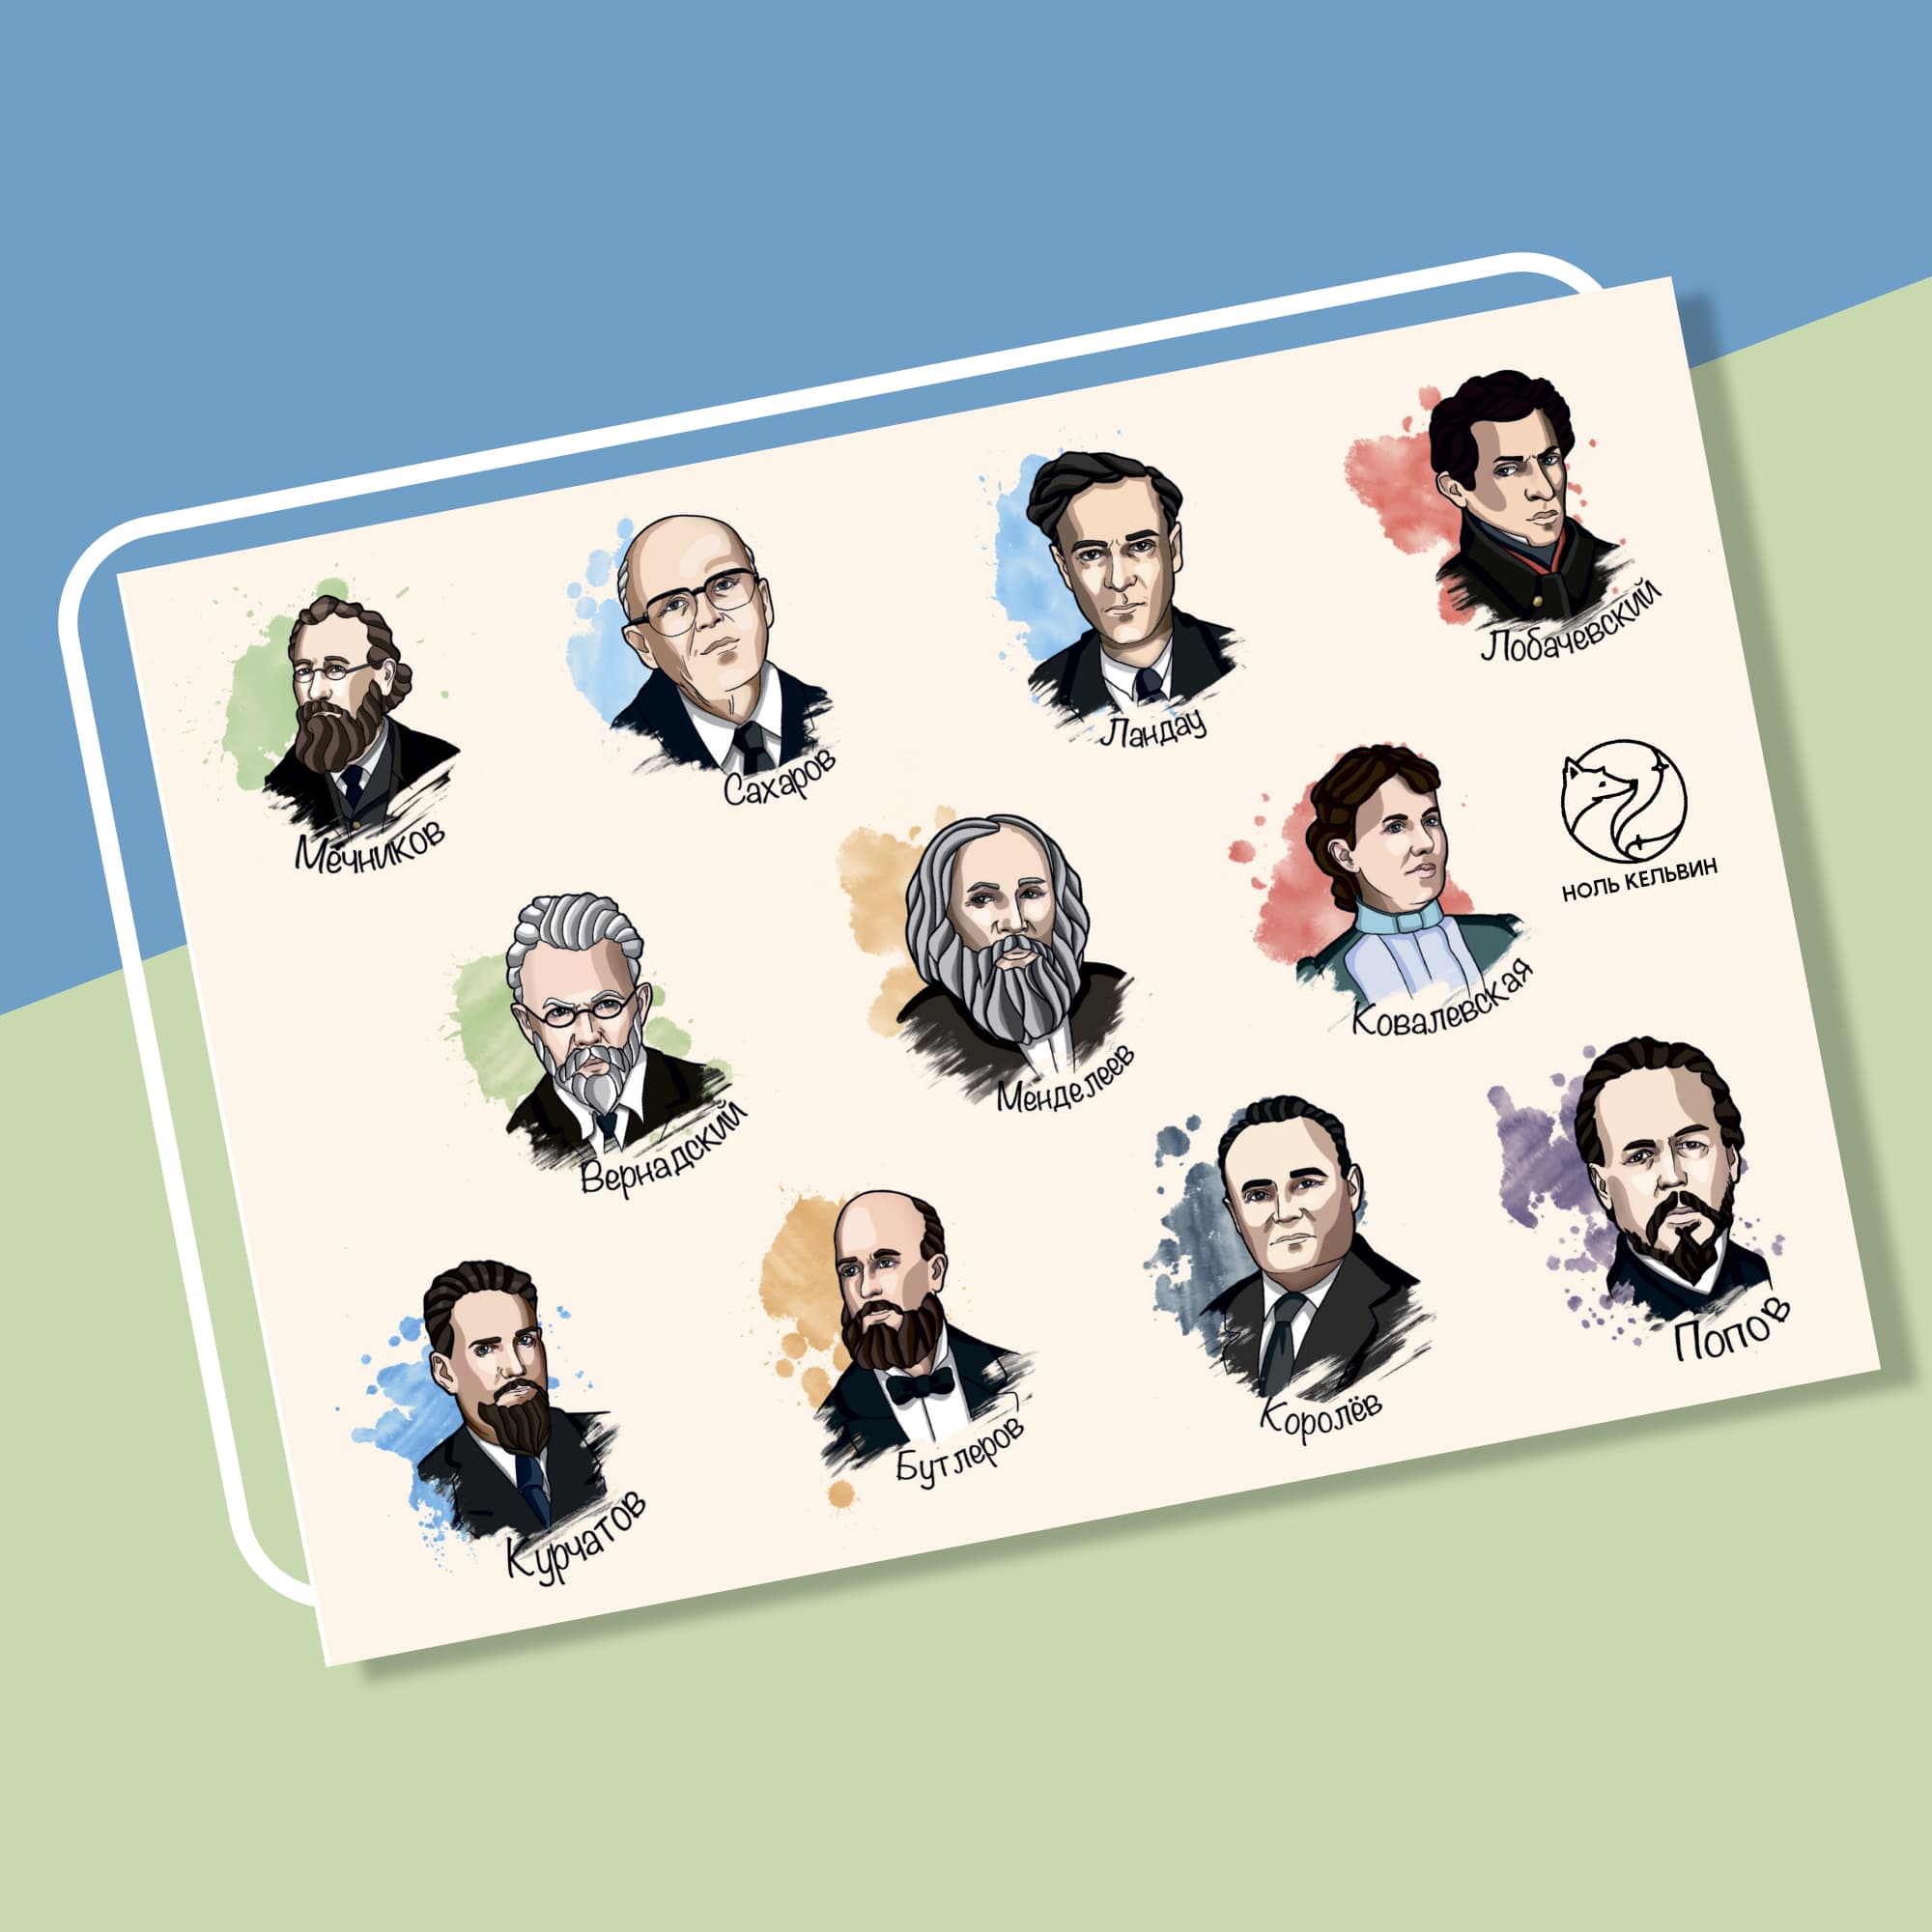 Мечников
Сахаров
Ландау
Лобачевский
Вернадский
Менделеев
Ковалевская
НОЛЬ КЕЛЬВИН
Курчатов
Бутлеров
Королёв
Попов